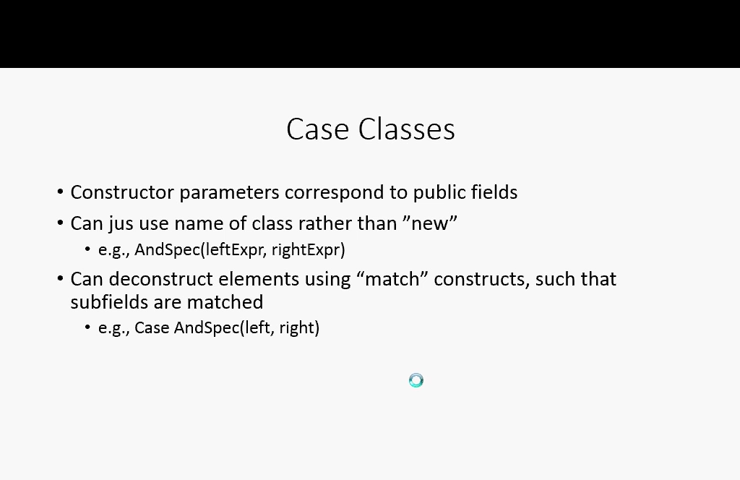 Case Classes
• Constructor parameters correspond to public fields
• Can jus use name of class rather than ”new”
• e.g., AndSpec(leftExpr, rightExpr)
• Can deconstruct elements using “match” constructs, such that
subfields are matched
• e.g., Case AndSpec(left, right)